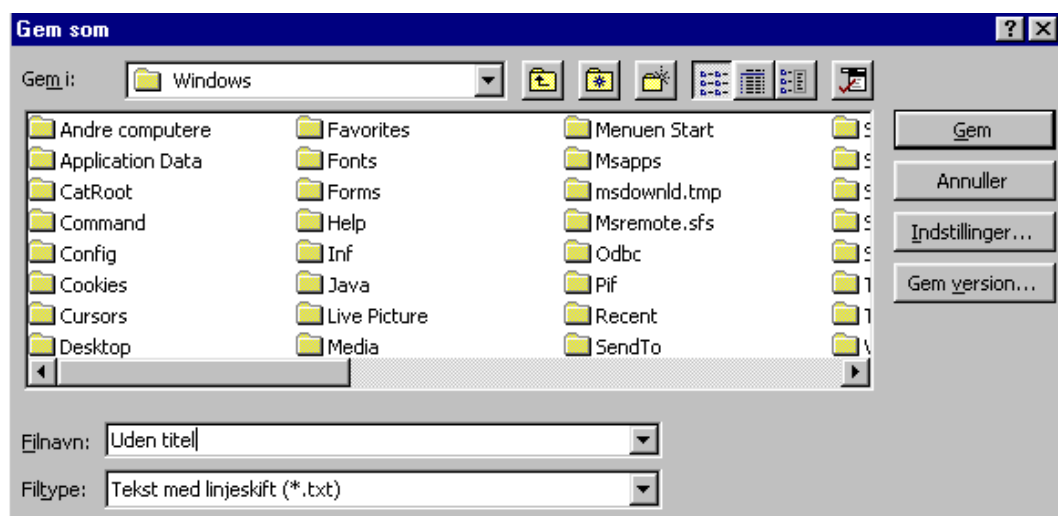 Gem som
Gem i: Windows
Andre computere Favorites Menuen Start
Application Data Fonts Msapps
CatRoot Forms msdownld.tmp
Command Help Msremote.sfs
Config Inf Odbc
Cookies Java Pif
Cursors Live Picture Recent
Desktop Media SendTo
Gem
Annuller
Indstillinger...
Gem version...
Filnavn: Uden titel
Filtype: Tekst med linjeskift (*.txt)